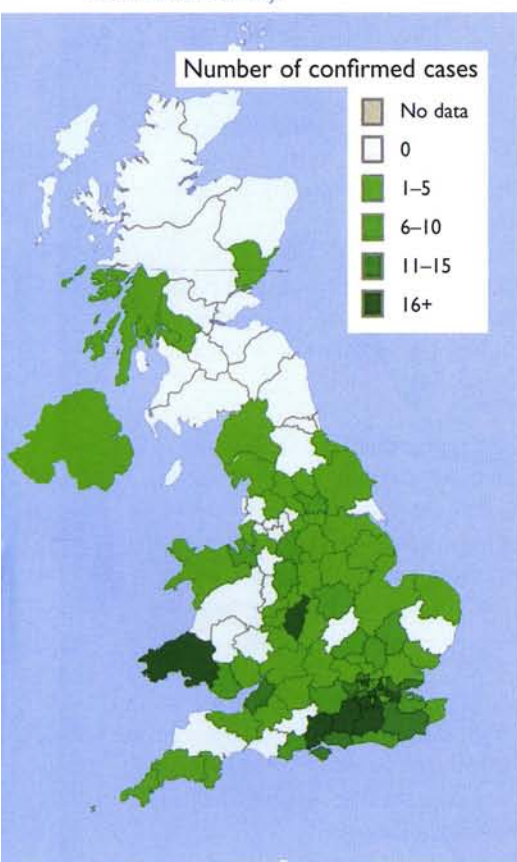 Number of confirmed cases
No data
0
1–5
6–10
11–15
16+